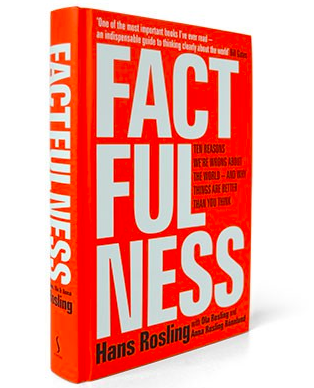 'One of the most important books I've ever read –
an indispensable guide to thinking clearly about the world' Bill Gates
FACT
FUL
NESS
TEN REASONS
WE'RE WRONG ABOUT
THE WORLD – AND WHY
THINGS ARE BETTER
THAN YOU THINK
Hans Rosling
with Ola Rosling and
Anna Rosling Rönnlund
FACTFULNESS
Rosling
S